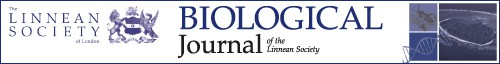 The
LINNEAN
SOCIETY
of London
BIOLOGICAL
Journal of the
Linnean Society